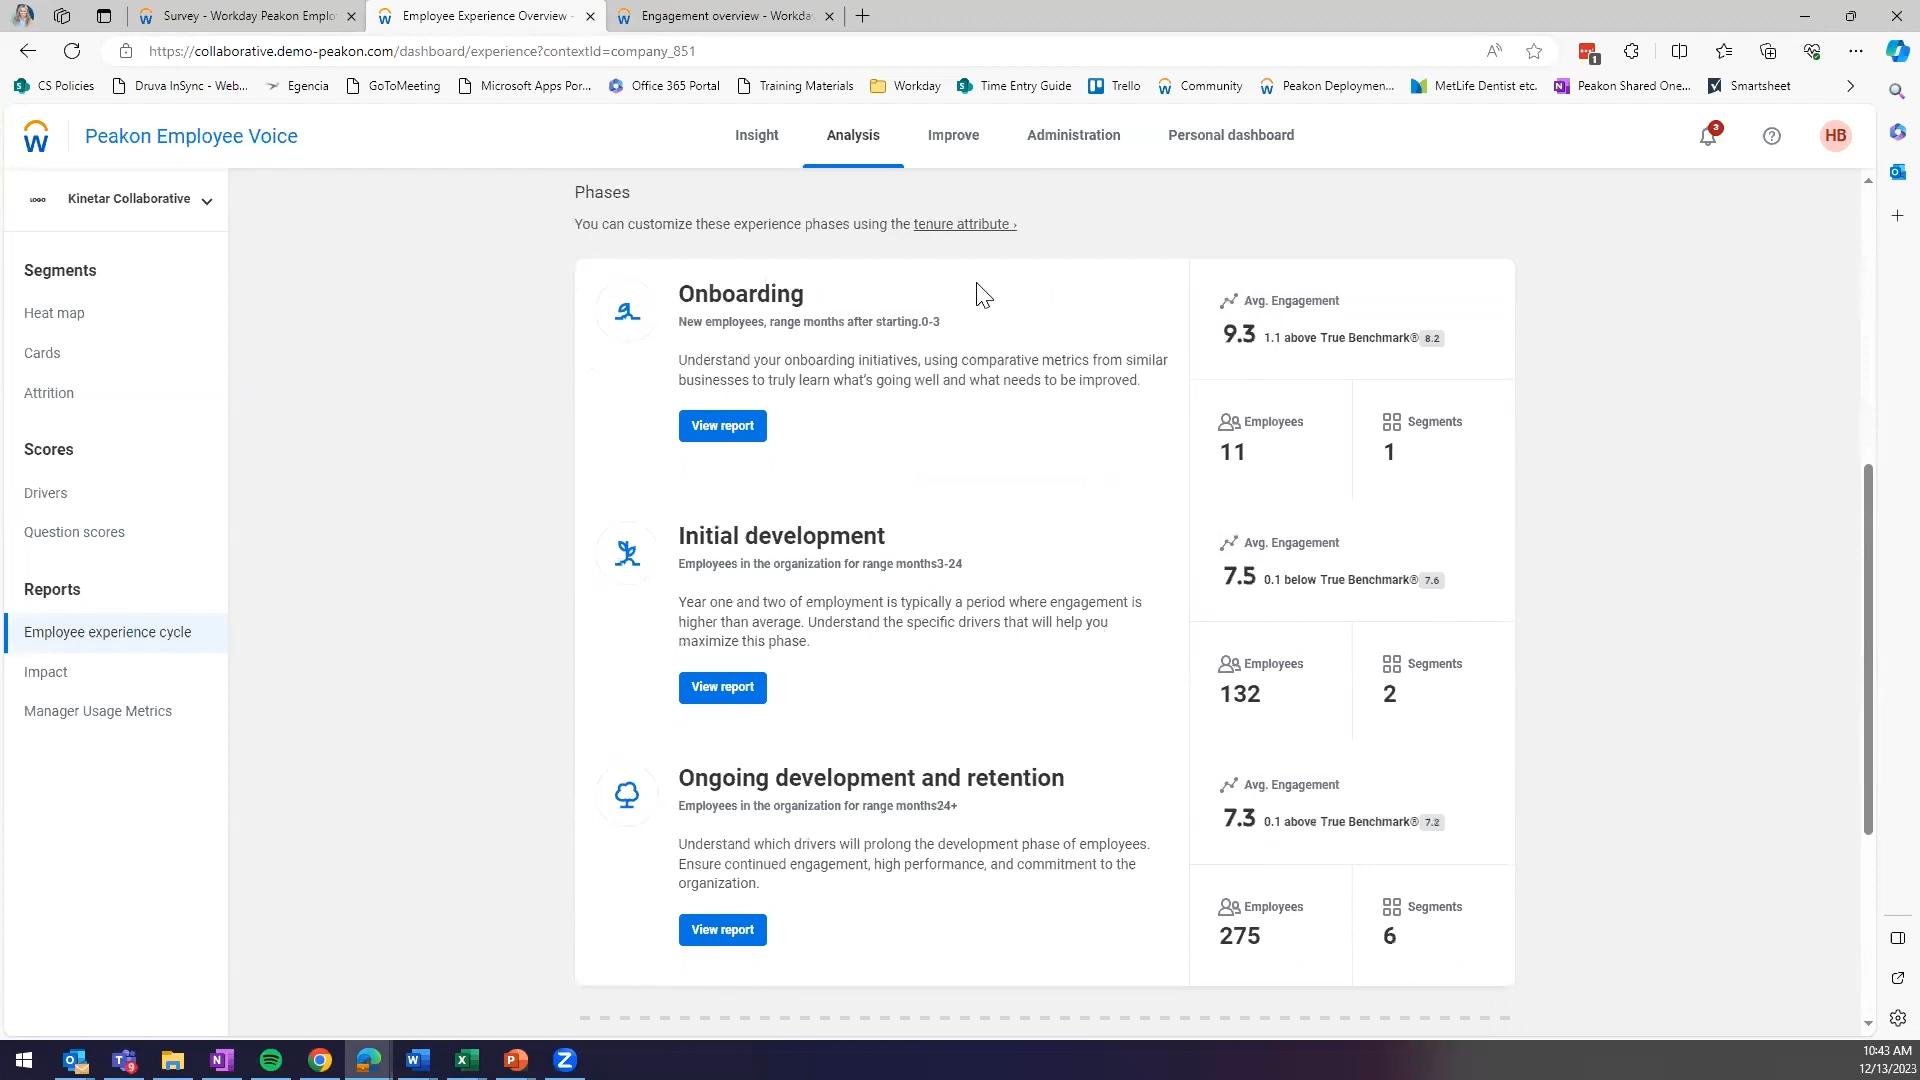 Survey - Workday Peakon Emplo
Employee Experience Overview -
Engagement overview - Workda
https://collaborative.demo-peakon.com/dashboard/experience?contextId=company_851
1
CS Policies
Druva InSync - Web...
Egencia
GoToMeeting
Microsoft Apps Por...
Office 365 Portal
Training Materials
Workday
Time Entry Guide
Trello
Community
Peakon Deploymen...
MetLife Dentist etc.
Peakon Shared One...
Smartsheet
Peakon Employee Voice
Insight
Analysis
Improve
Administration
Personal dashboard
3
HB
LOGO
Kinetar Collaborative
Segments
Heat map
Cards
Attrition
Scores
Drivers
Question scores
Reports
Employee experience cycle
Impact
Manager Usage Metrics
Phases
You can customize these experience phases using the tenure attribute ›
Onboarding
New employees, range months after starting.0-3
Understand your onboarding initiatives, using comparative metrics from similar
businesses to truly learn what's going well and what needs to be improved.
View report
Avg. Engagement
9.3 1.1 above True Benchmark® 8.2
Employees
11
Segments
1
Initial development
Employees in the organization for range months3-24
Year one and two of employment is typically a period where engagement is
higher than average. Understand the specific drivers that will help you
maximize this phase.
View report
Avg. Engagement
7.5 0.1 below True Benchmark® 7.6
Employees
132
Segments
2
Ongoing development and retention
Employees in the organization for range months24+
Understand which drivers will prolong the development phase of employees.
Ensure continued engagement, high performance, and commitment to the
organization.
View report
Avg. Engagement
7.3 0.1 above True Benchmark® 7.2
Employees
275
Segments
6
10:43 AM
12/13/2023